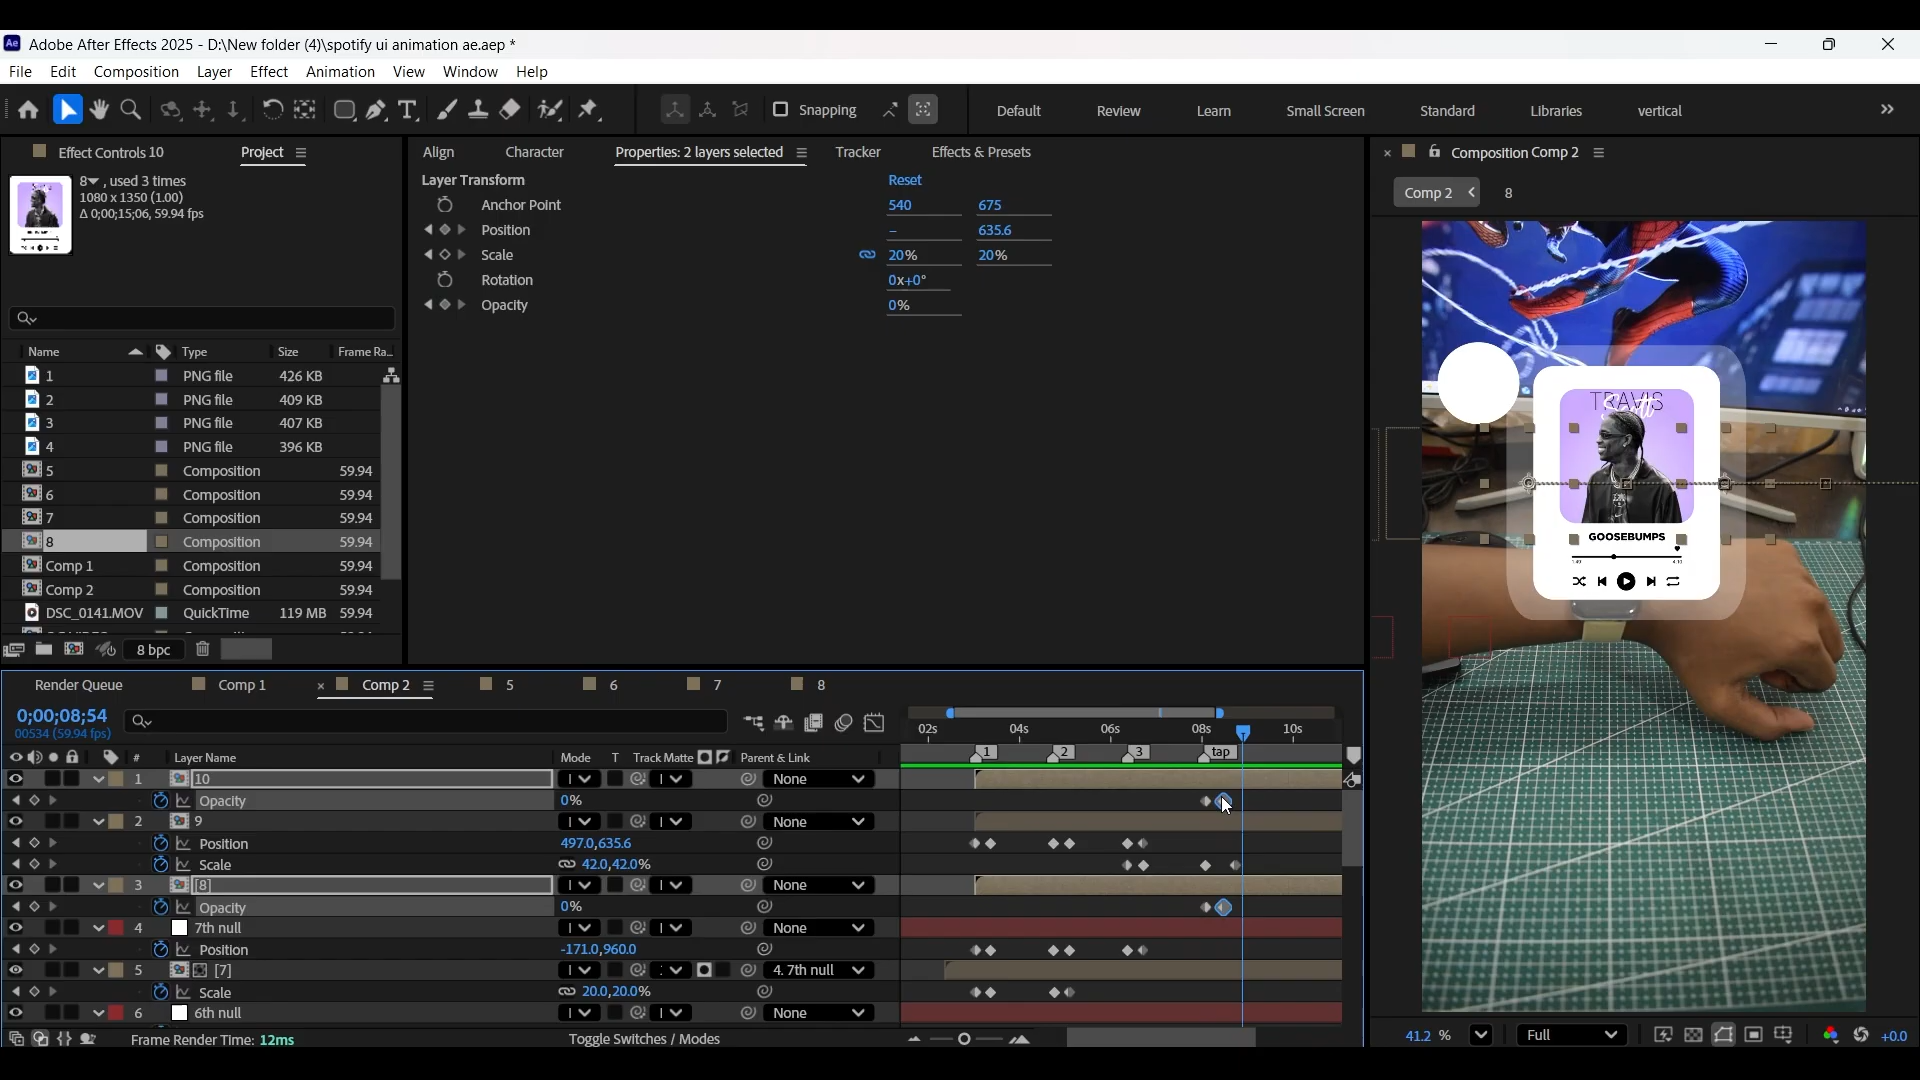 Ae Adobe After Effects 2025 - D:\New folder (4)\spotify ui animation ae.aep *
File Edit Composition Layer Effect Animation View Window Help
Snapping Default Review Learn Small Screen Standard Libraries vertical
Effect Controls 10 Project
Align Character Properties: 2 layers selected Tracker Effects & Presets
Composition Comp 2
8 , used 3 times
1080 x 1350 (1.00)
Δ 0;00;15;06, 59.94 fps
Layer Transform Reset
Anchor Point 540 675
Position – 635.6
Scale 20% 20%
Rotation 0x+0°
Opacity 0%
Comp 2 8
Name Type Size Frame Ra...
1 PNG file 426 KB
2 PNG file 409 KB
3 PNG file 407 KB
4 PNG file 396 KB
5 Composition 59.94
6 Composition 59.94
7 Composition 59.94
8 Composition 59.94
Comp 1 Composition 59.94
Comp 2 Composition 59.94
DSC_0141.MOV QuickTime 119 MB 59.94
8 bpc
TRAVIS
Scott
GOOSEBUMPS
Render Queue Comp 1 Comp 2 5 6 7 8
0;00;08;54
00534 (59.94 fps)
02s 04s 06s 08s 10s
1 2 3 tap
# Layer Name Mode T Track Matte Parent & Link
1 10 None
Opacity 0%
2 9 None
Position 497.0,635.6
Scale 42.0,42.0%
3 [8] None
Opacity 0%
4 7th null None
Position -171.0,960.0
5 [7] 4. 7th null
Scale 20.0,20.0%
6 6th null None
Frame Render Time: 12ms Toggle Switches / Modes
41.2 % Full +0.0